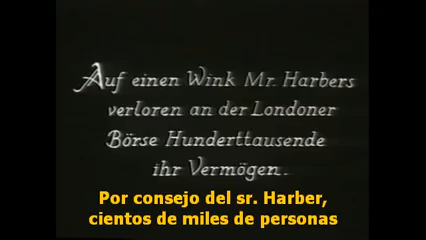 Auf einen Wink Mr. Harbers
verloren an der Londoner
Börse Hunderttausende
ihr Vermögen.
Por consejo del sr. Harber,
cientos de miles de personas